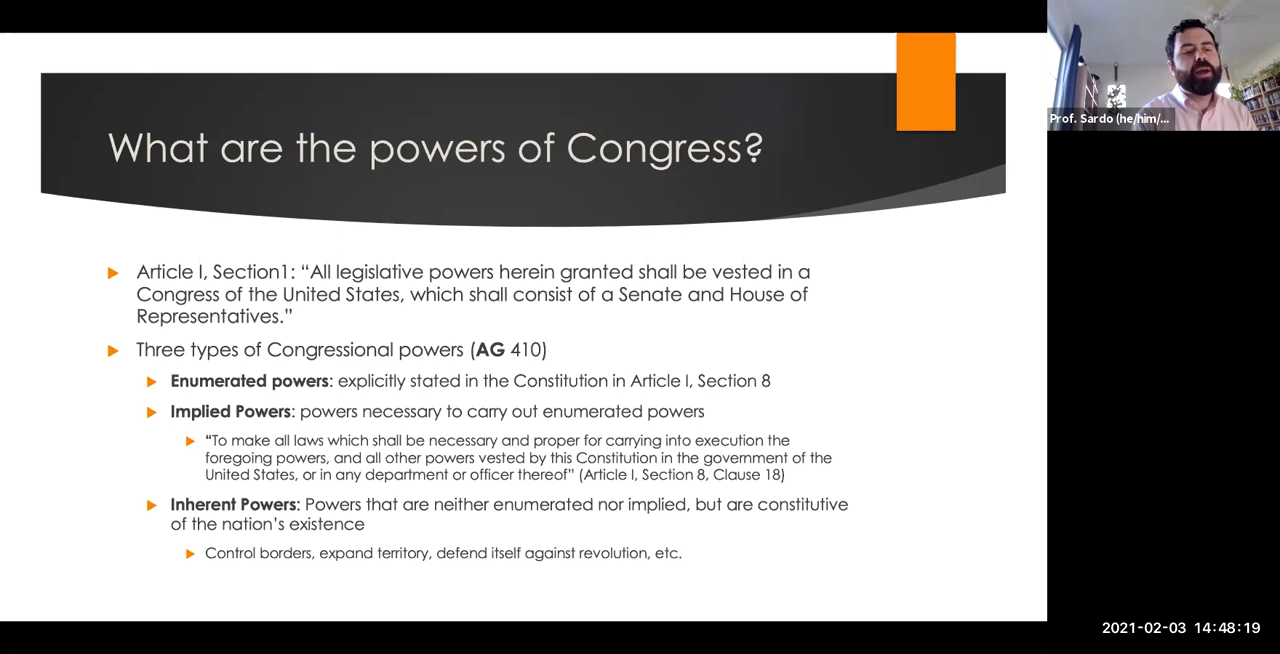 What are the powers of Congress?
Article I, Section1: “All legislative powers herein granted shall be vested in a
Congress of the United States, which shall consist of a Senate and House of
Representatives.”
Three types of Congressional powers (AG 410)
Enumerated powers: explicitly stated in the Constitution in Article I, Section 8
Implied Powers: powers necessary to carry out enumerated powers
“To make all laws which shall be necessary and proper for carrying into execution the
foregoing powers, and all other powers vested by this Constitution in the government of the
United States, or in any department or officer thereof” (Article I, Section 8, Clause 18)
Inherent Powers: Powers that are neither enumerated nor implied, but are constitutive
of the nation’s existence
Control borders, expand territory, defend itself against revolution, etc.
Prof. Sardo (he/him/...
2021-02-03 14:48:19